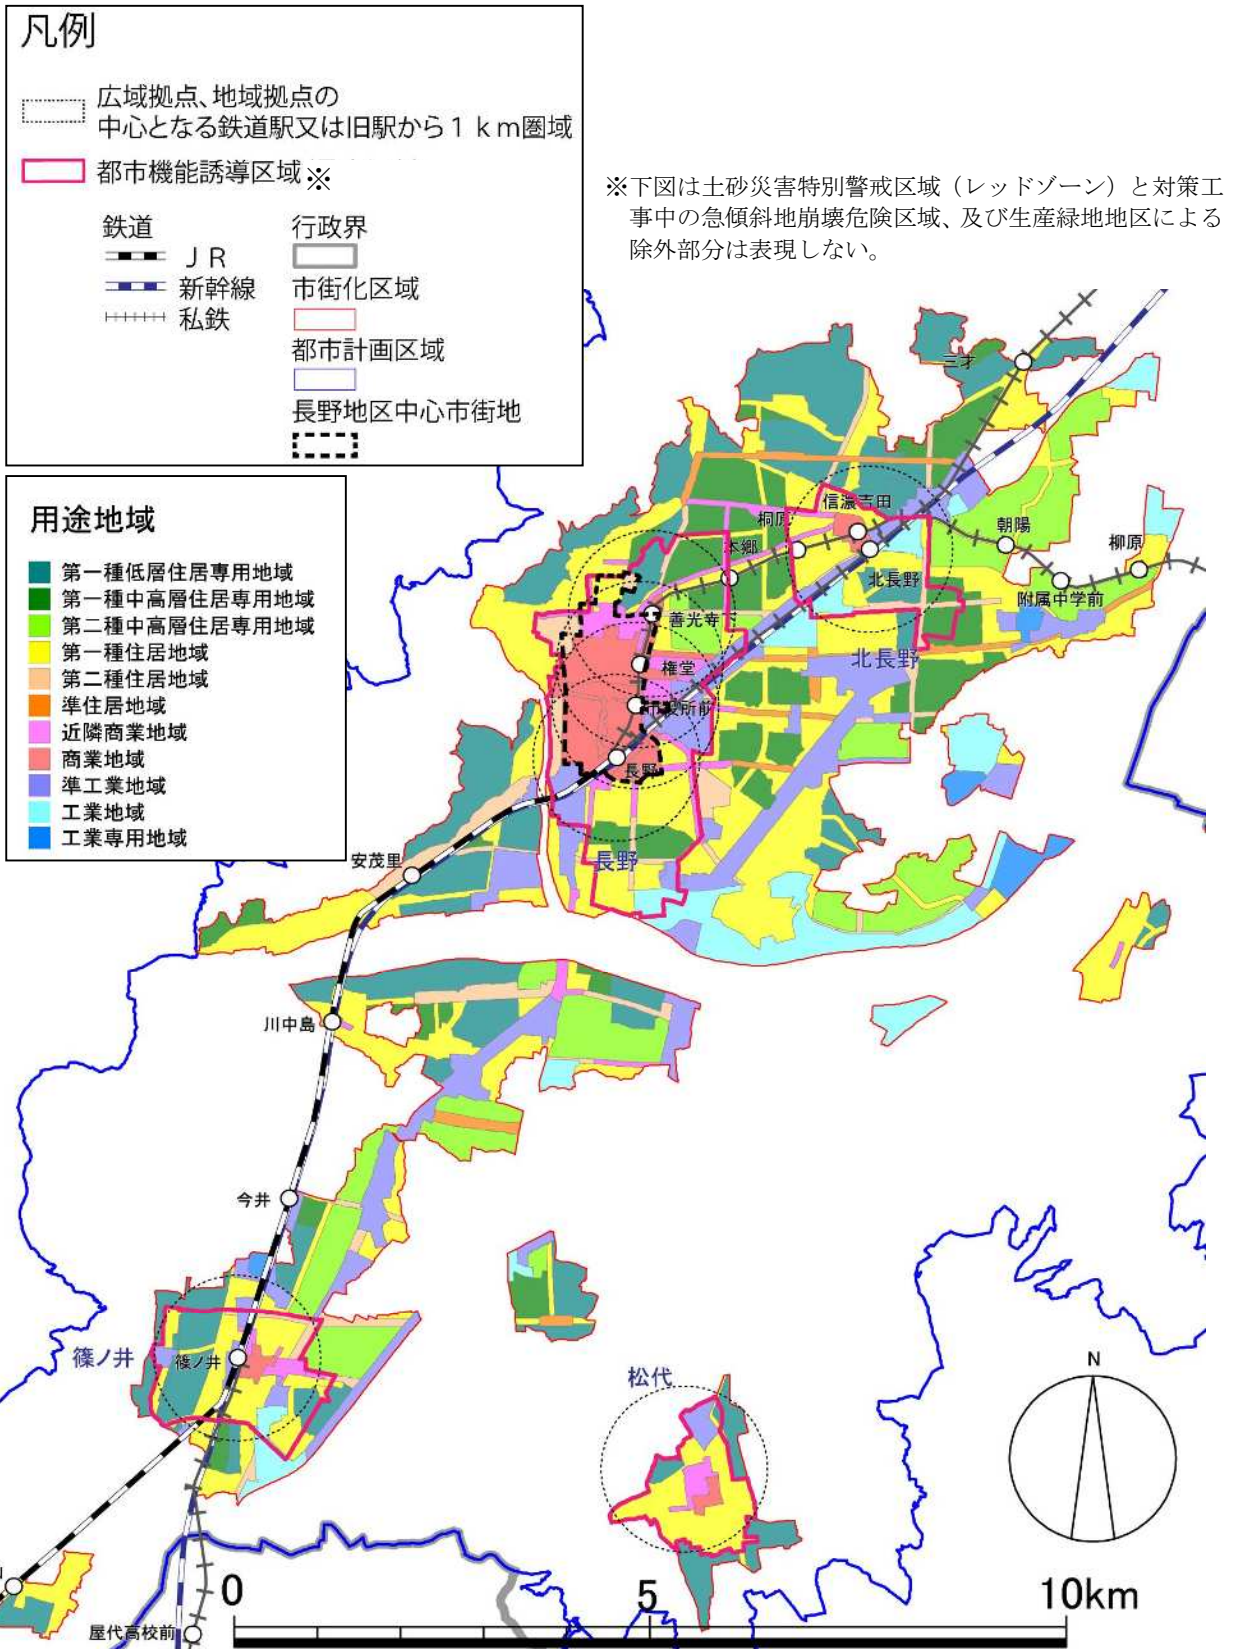 凡例
広域拠点、地域拠点の
中心となる鉄道駅又は旧駅から1km圏域
都市機能誘導区域※
鉄道
JR
新幹線
私鉄
行政界
市街化区域
都市計画区域
長野地区中心市街地
※下図は土砂災害特別警戒区域（レッドゾーン）と対策工
事中の急傾斜地崩壊危険区域、及び生産緑地地区による
除外部分は表現しない。
用途地域
第一種低層住居専用地域
第一種中高層住居専用地域
第二種中高層住居専用地域
第一種住居地域
第二種住居地域
準住居地域
近隣商業地域
商業地域
準工業地域
工業地域
工業専用地域
三才
信濃吉田
桐原
朝陽
本郷
柳原
北長野
附属中学前
善光寺下
北長野
権堂
市役所前
長野
安茂里
長野
川中島
今井
篠ノ井
篠ノ井
松代
N
屋代高校前
0
5
10km